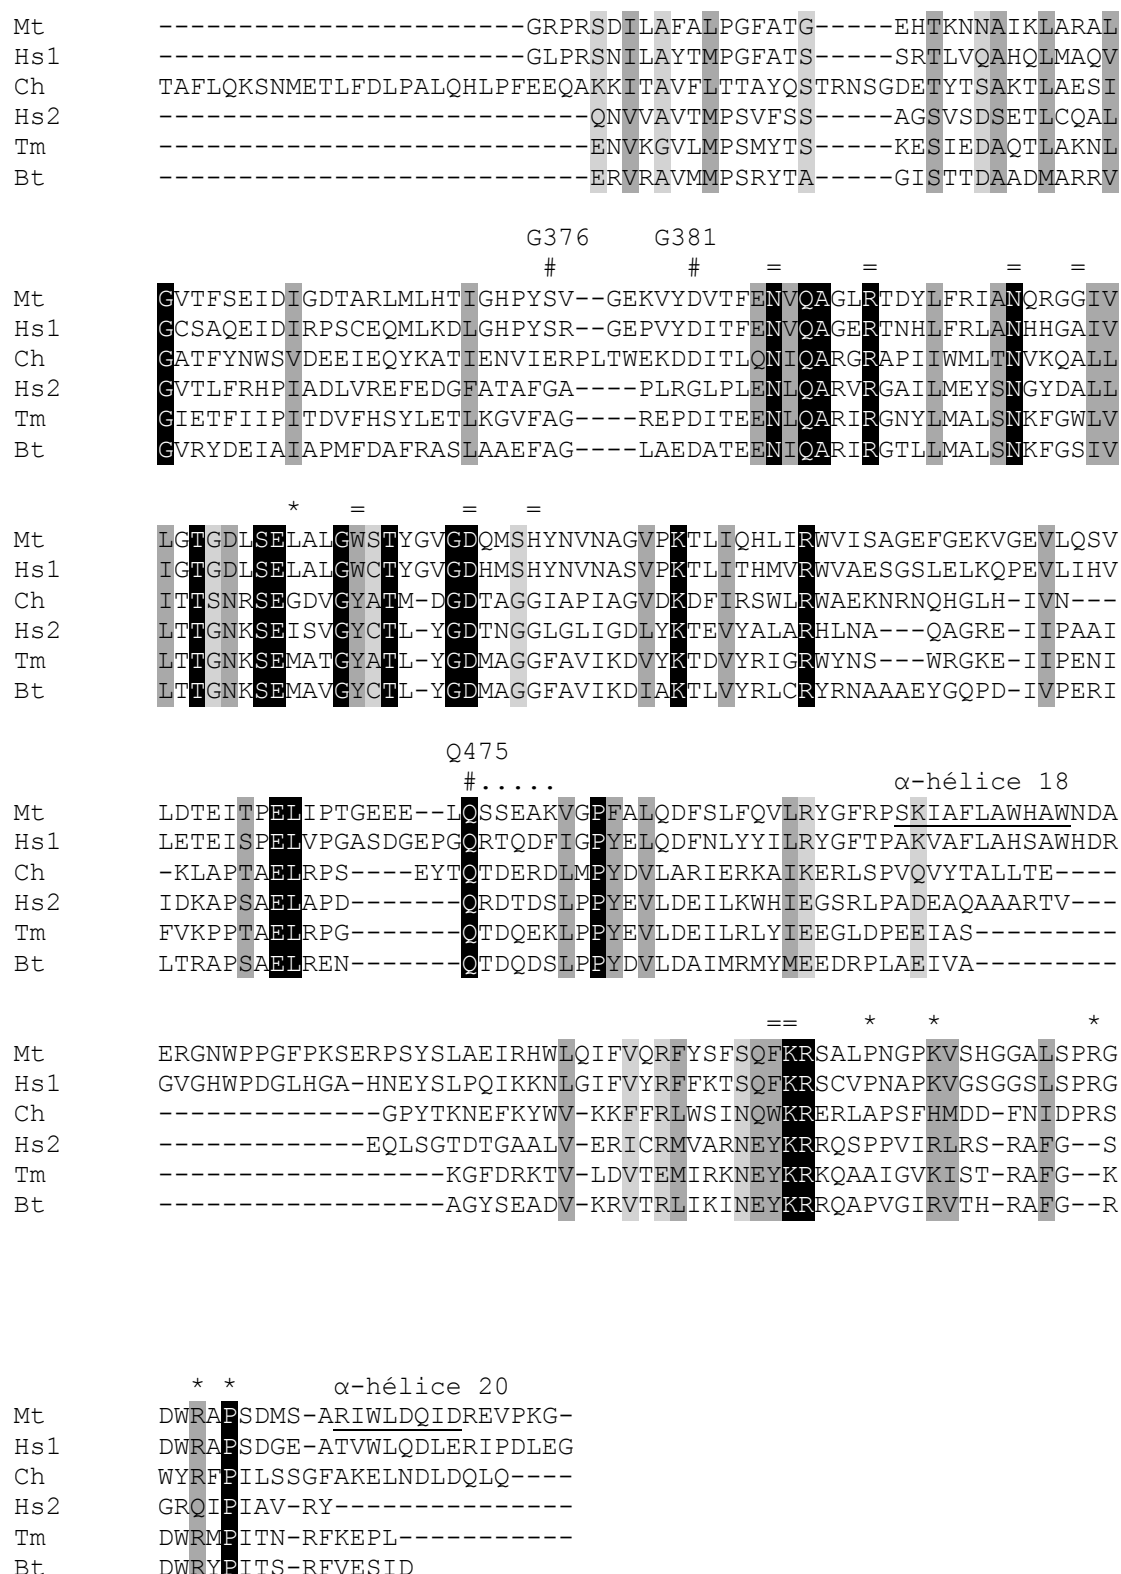 Mt -----------------------GRPRSDILAFALPGFATG-----EHTKNNAIKLARAL
Hs1 -----------------------GLPRSNILAYTMPGFATS-----SRTLVQAHQLMAQV
Ch TAFLQKSNMETLFDLPALQHLPFEEQAKKITAVFLTTAYQSTRNSGDETYTSAKTLAESI
Hs2 ---------------------------QNVVAVTMPSVFSS-----AGSVSDSETLCQAL
Tm ---------------------------ENVKGVLMPSMYTS-----KESIEDAQTLAKNL
Bt ---------------------------ERVRAVMMPSRYTA-----GISTTDAADMARRV
G376 G381
# # = = = =
Mt GVTFSEIDIGDTARLMLHTIGHPYSV--GEKVYDVTFENVQAGLRTDYLFRIANQRGGIV
Hs1 GCSAQEIDIRPSCEQMLKDLGHPYSR--GEPVYDITFENVQAGERTNHLFRLANHHGAIV
Ch GATFYNWSVDEEIEQYKATIENVIERPLTWEKDDITLQNIQARGRAPIIWMLTNVKQALL
Hs2 GVTLFRHPIADLVREFEDGFATAFGA----PLRGLPLENLQARVRGAILMEYSNGYDALL
Tm GIETFIIPITDVFHSYLETLKGVFAG----REPDITEENLQARIRGNYLMALSNKFGWLV
Bt GVRYDEIAIAPMFDAFRASLAAEFAG----LAEDATEENIQARIRGTLLMALSNKFGSIV
* = = =
Mt LGTGDLSELALGWSTYGVGDQMSHYNVNAGVPKTLIQHLIRWVISAGEFGEKVGEVLQSV
Hs1 IGTGDLSELALGWCTYGVGDHMSHYNVNASVPKTLITHMVRWVAESGSLELKQPEVLIHV
Ch ITTSNRSEGDVGYATM-DGDTAGGIAPIAGVDKDFIRSWLRWAEKNRNQHGLH-IVN---
Hs2 LTTGNKSEISVGYCTL-YGDTNGGLGLIGDLYKTEVYALARHLNA---QAGRE-IIPAAI
Tm LTTGNKSEMATGYATL-YGDMAGGFAVIKDVYKTDVYRIGRWYNS---WRGKE-IIPENI
Bt LTTGNKSEMAVGYCTL-YGDMAGGFAVIKDIAKTLVYRLCRYRNAAAEYGQPD-IVPERI
Q475
#..... α-hélice 18
Mt LDTEITPELIPTGEEE--LQSSEAKVGPFALQDFSLFQVLRYGFRPSKIAFLAWHAWNDA
Hs1 LETEISPELVPGASDGEPGQRTQDFIGPYELQDFNLYYILRYGFTPAKVAFLAHSAWHDR
Ch -KLAPTAELRPS----EYTQTDERDLMPYDVLARIERKAIKERLSPVQVYTALLTE----
Hs2 IDKAPSAELAPD-------QRDTDSLPPYEVLDEILKWHIEGSRLPADEAQAAARTV---
Tm FVKPPTAELRPG-------QTDQEKLPPYEVLDEILRLYIEEGLDPEEIAS---------
Bt LTRAPSAELREN-------QTDQDSLPPYDVLDAIMRMYMEEDRPLAEIVA---------
== * * *
Mt ERGNWPPGFPKSERPSYSLAEIRHWLQIFVQRFYSFSQFKRSALPNGPKVSHGGALSPRG
Hs1 GVGHWPDGLHGA-HNEYSLPQIKKNLGIFVYRFFKTSQFKRSCVPNAPKVGSGGSLSPRG
Ch --------------GPYTKNEFKYWV-KKFFRLWSINQWKRERLAPSFHMDD-FNIDPRS
Hs2 -------------EQLSGTDTGAALV-ERICRMVARNEYKRRQSPPVIRLRS-RAFG--S
Tm ------------------KGFDRKTV-LDVTEMIRKNEYKRKQAAIGVKIST-RAFG--K
Bt ------------------AGYSEADV-KRVTRLIKINEYKRRQAPVGIRVTH-RAFG--R
* * α-hélice 20
Mt DWRAPSDMS-ARIWLDQIDREVPKG-
Hs1 DWRAPSDGE-ATVWLQDLERIPDLEG
Ch WYRFPILSSGFAKELNDLDQLQ----
Hs2 GRQIPIAV-RY---------------
Tm DWRMPITN-RFKEPL-----------
Bt DWRYPITS-RFVESID